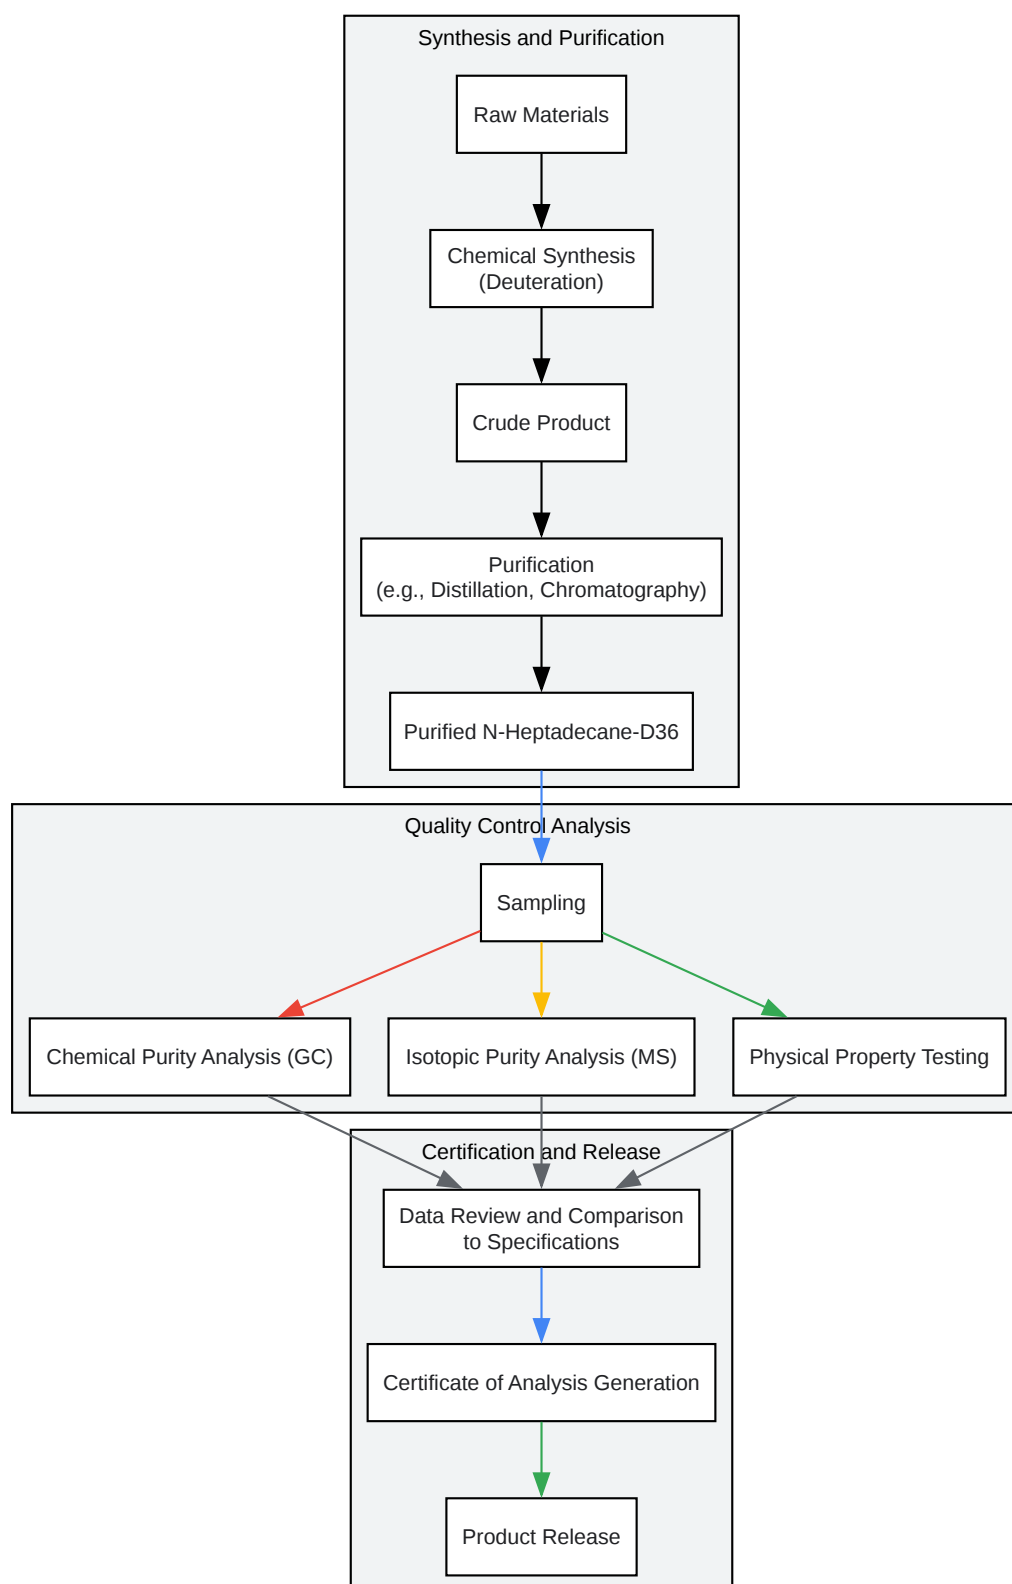 Synthesis and Purification
Raw Materials
Chemical Synthesis
(Deuteration)
Crude Product
Purification
(e.g., Distillation, Chromatography)
Purified N-Heptadecane-D36
Quality Control Analysis
Sampling
Chemical Purity Analysis (GC)
Isotopic Purity Analysis (MS)
Physical Property Testing
Certification and Release
Data Review and Comparison
to Specifications
Certificate of Analysis Generation
Product Release